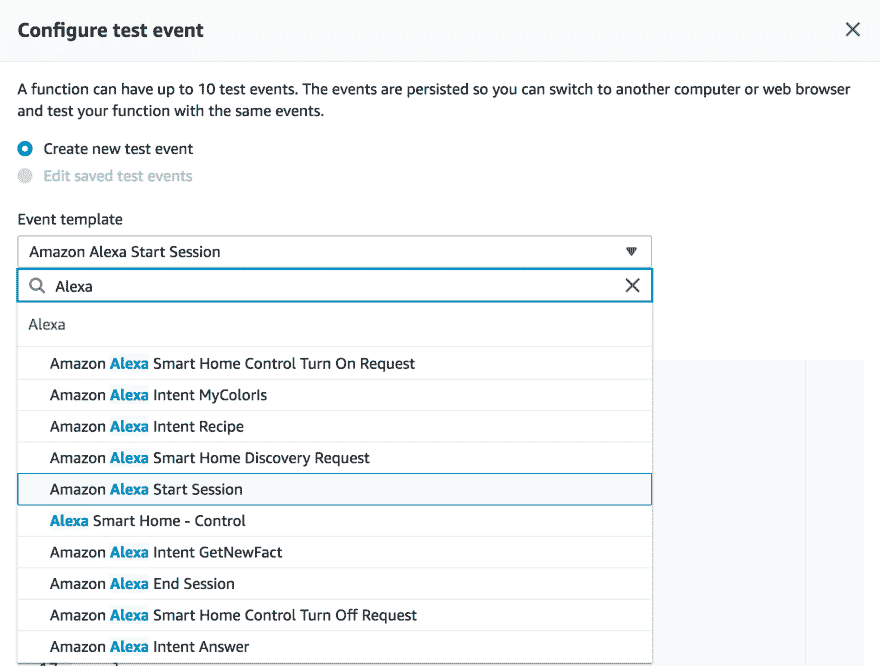 Configure test event
A function can have up to 10 test events. The events are persisted so you can switch to another computer or web browser
and test your function with the same events.
Create new test event
Edit saved test events
Event template
Amazon Alexa Start Session
Alexa
Alexa
Amazon Alexa Smart Home Control Turn On Request
Amazon Alexa Intent MyColorIs
Amazon Alexa Intent Recipe
Amazon Alexa Smart Home Discovery Request
Amazon Alexa Start Session
Alexa Smart Home - Control
Amazon Alexa Intent GetNewFact
Amazon Alexa End Session
Amazon Alexa Smart Home Control Turn Off Request
Amazon Alexa Intent Answer